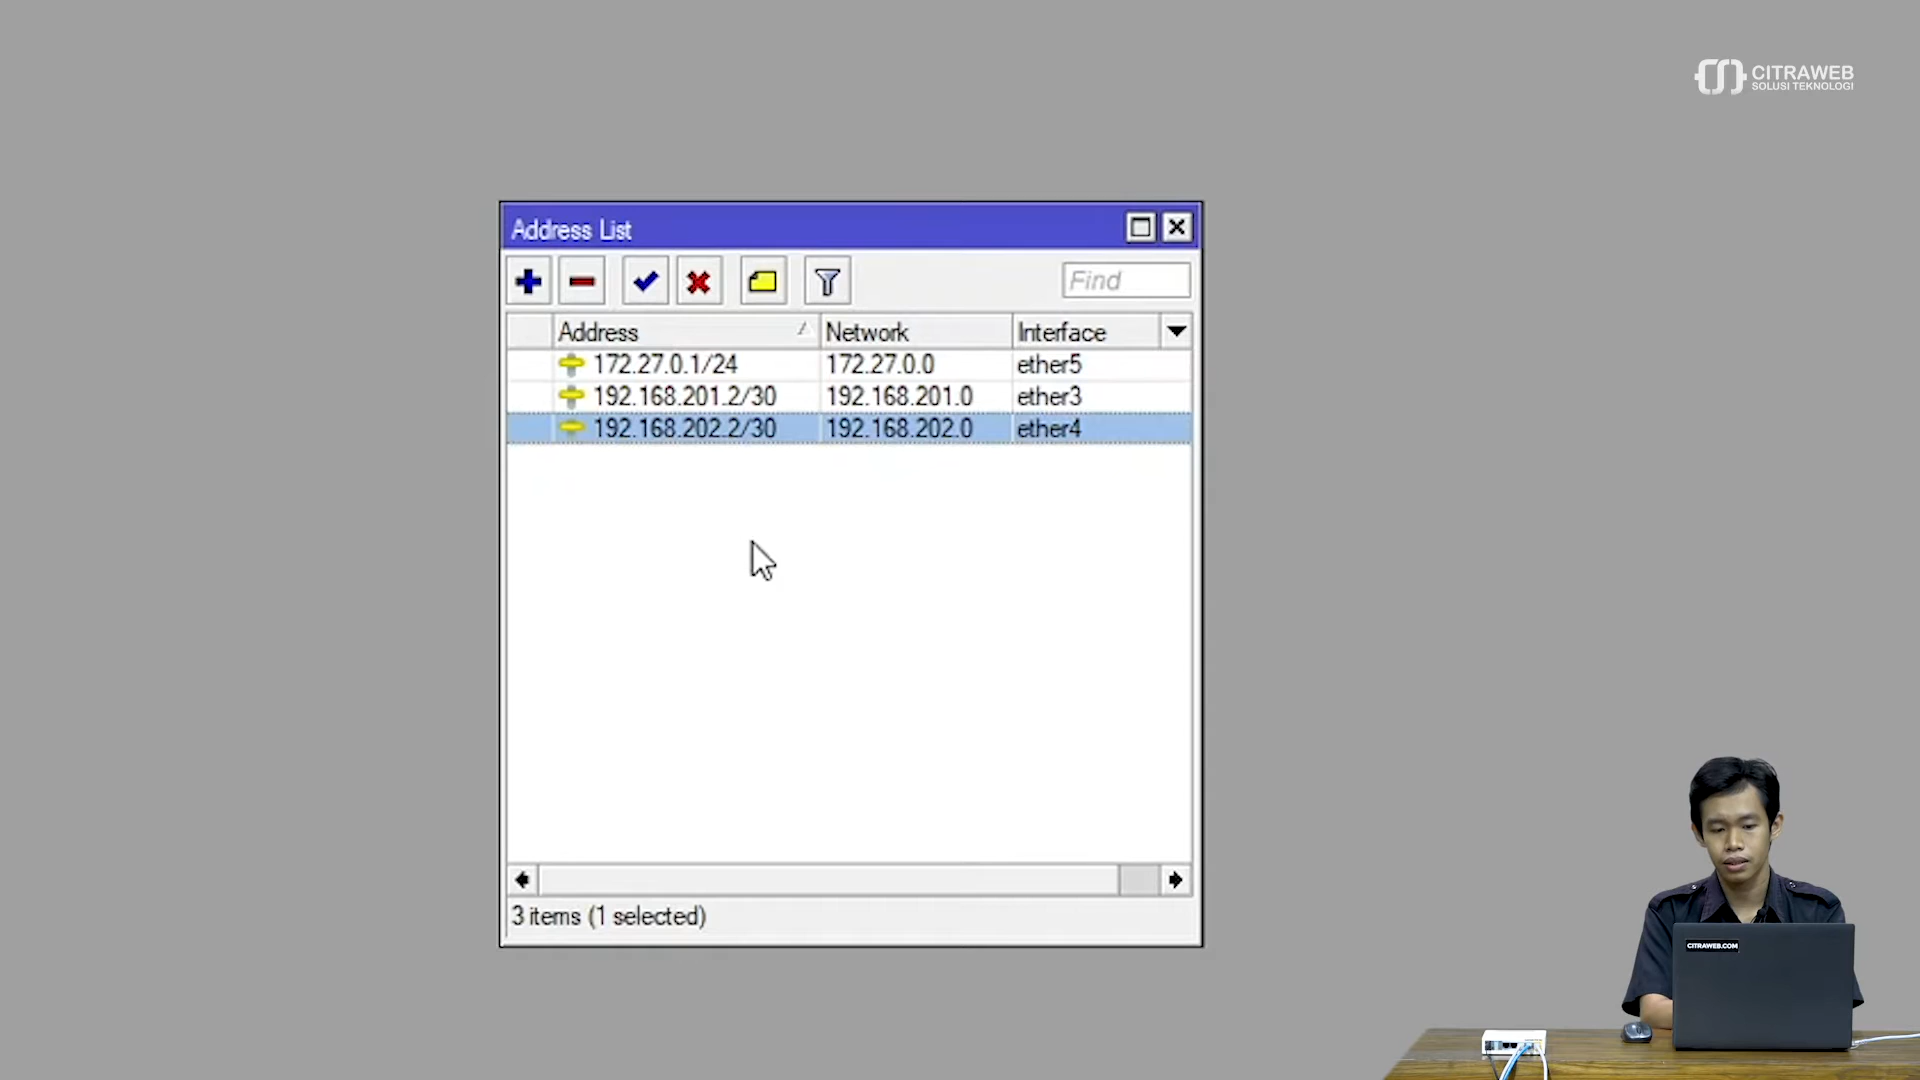 CITRAWEB
SOLUSI TEKNOLOGI
Address List
Find
Address Network Interface
172.27.0.1/24 172.27.0.0 ether5
192.168.201.2/30 192.168.201.0 ether3
192.168.202.2/30 192.168.202.0 ether4
3 items (1 selected)
CITRAWEB.COM